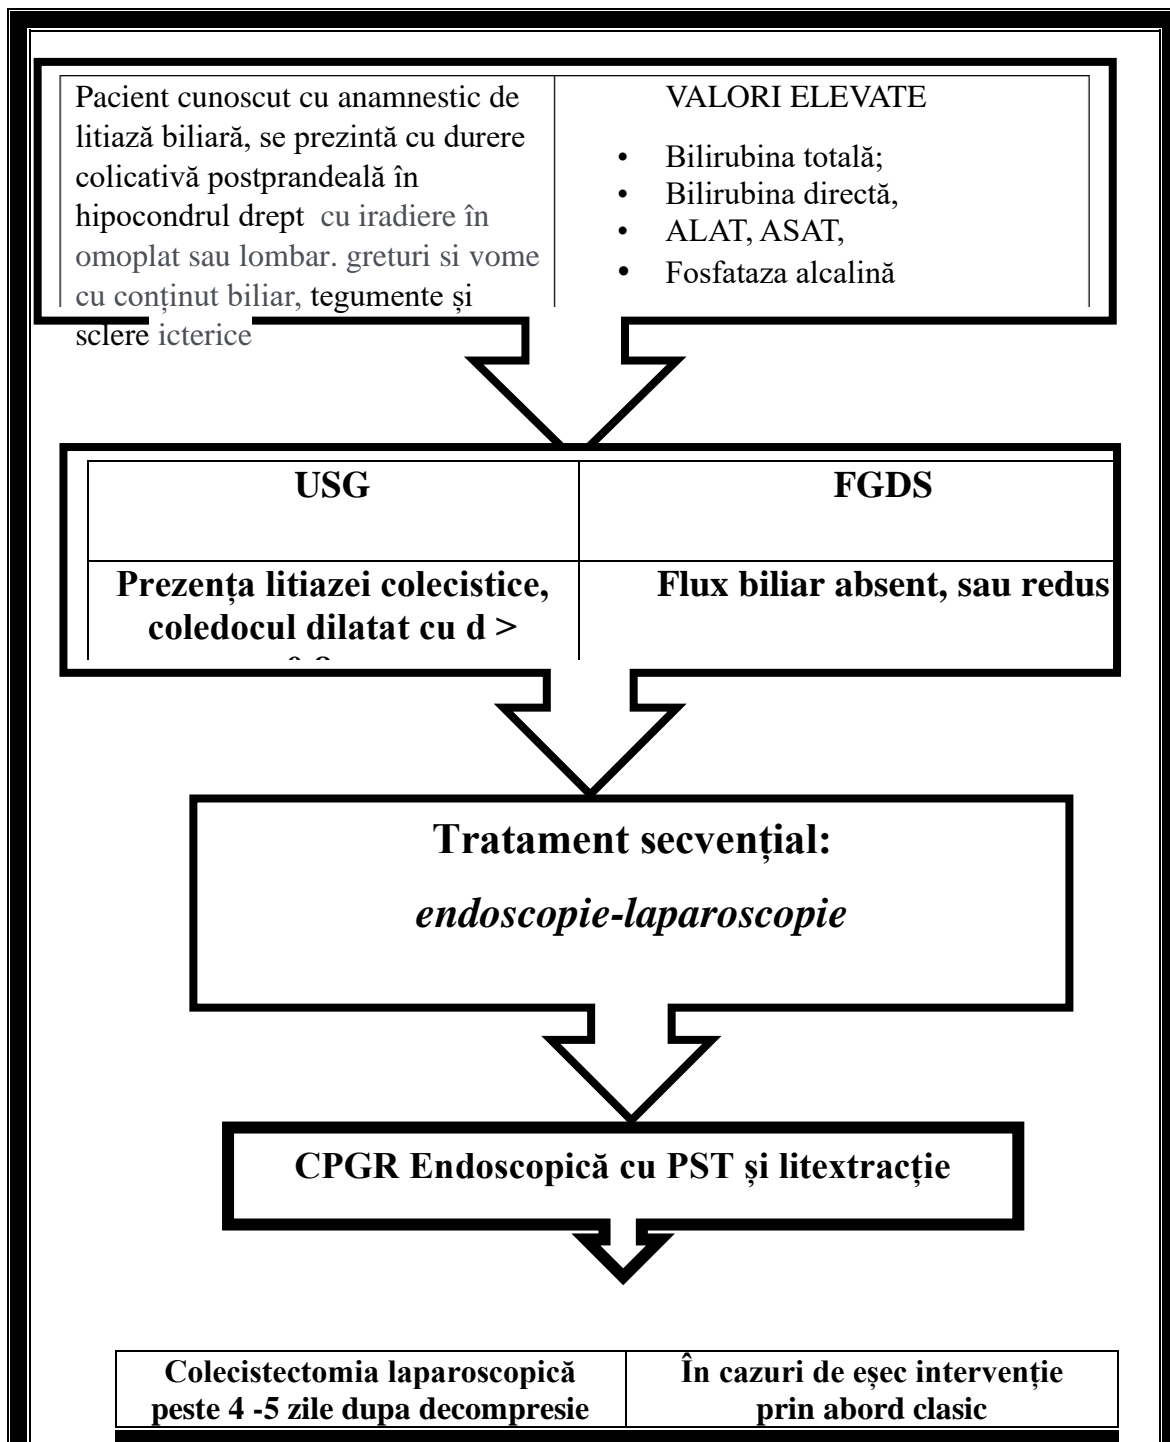 Pacient cunoscut cu anamnestic de
litiază biliară, se prezintă cu durere
colicativă postprandeală în
hipocondrul drept cu iradiere în
omoplat sau lombar. greturi si vome
cu conținut biliar, tegumente și
sclere icterice
VALORI ELEVATE
• Bilirubina totală;
• Bilirubina directă,
• ALAT, ASAT,
• Fosfataza alcalină
USG
FGDS
Prezența litiazei colecistice,
coledocul dilatat cu d >
Flux biliar absent, sau redus
Tratament secvențial:
endoscopie-laparoscopie
CPGR Endoscopică cu PST și litextracție
Colecistectomia laparoscopică
peste 4 -5 zile dupa decompresie
În cazuri de eșec intervenție
prin abord clasic